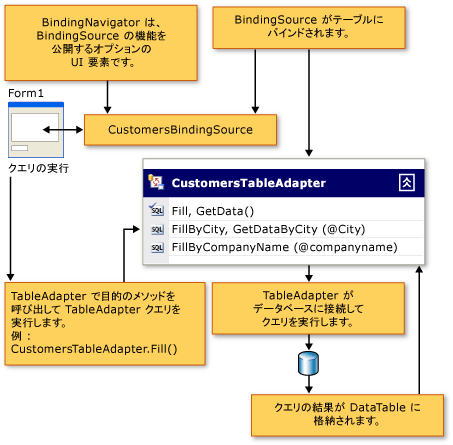 BindingNavigator は、
BindingSource の機能を
公開するオプションの
UI 要素です。
BindingSource がテーブルに
バインドされます。
Form1
CustomersBindingSource
クエリの実行
CustomersTableAdapter
SQL Fill, GetData()
SQL FillByCity, GetDataByCity (@City)
SQL FillByCompanyName (@companyname)
TableAdapter で目的のメソッドを
呼び出して TableAdapter クエリを
実行します。
例 :
CustomersTableAdapter.Fill()
TableAdapter が
データベースに接続して
クエリを実行します。
クエリの結果が DataTable に
格納されます。